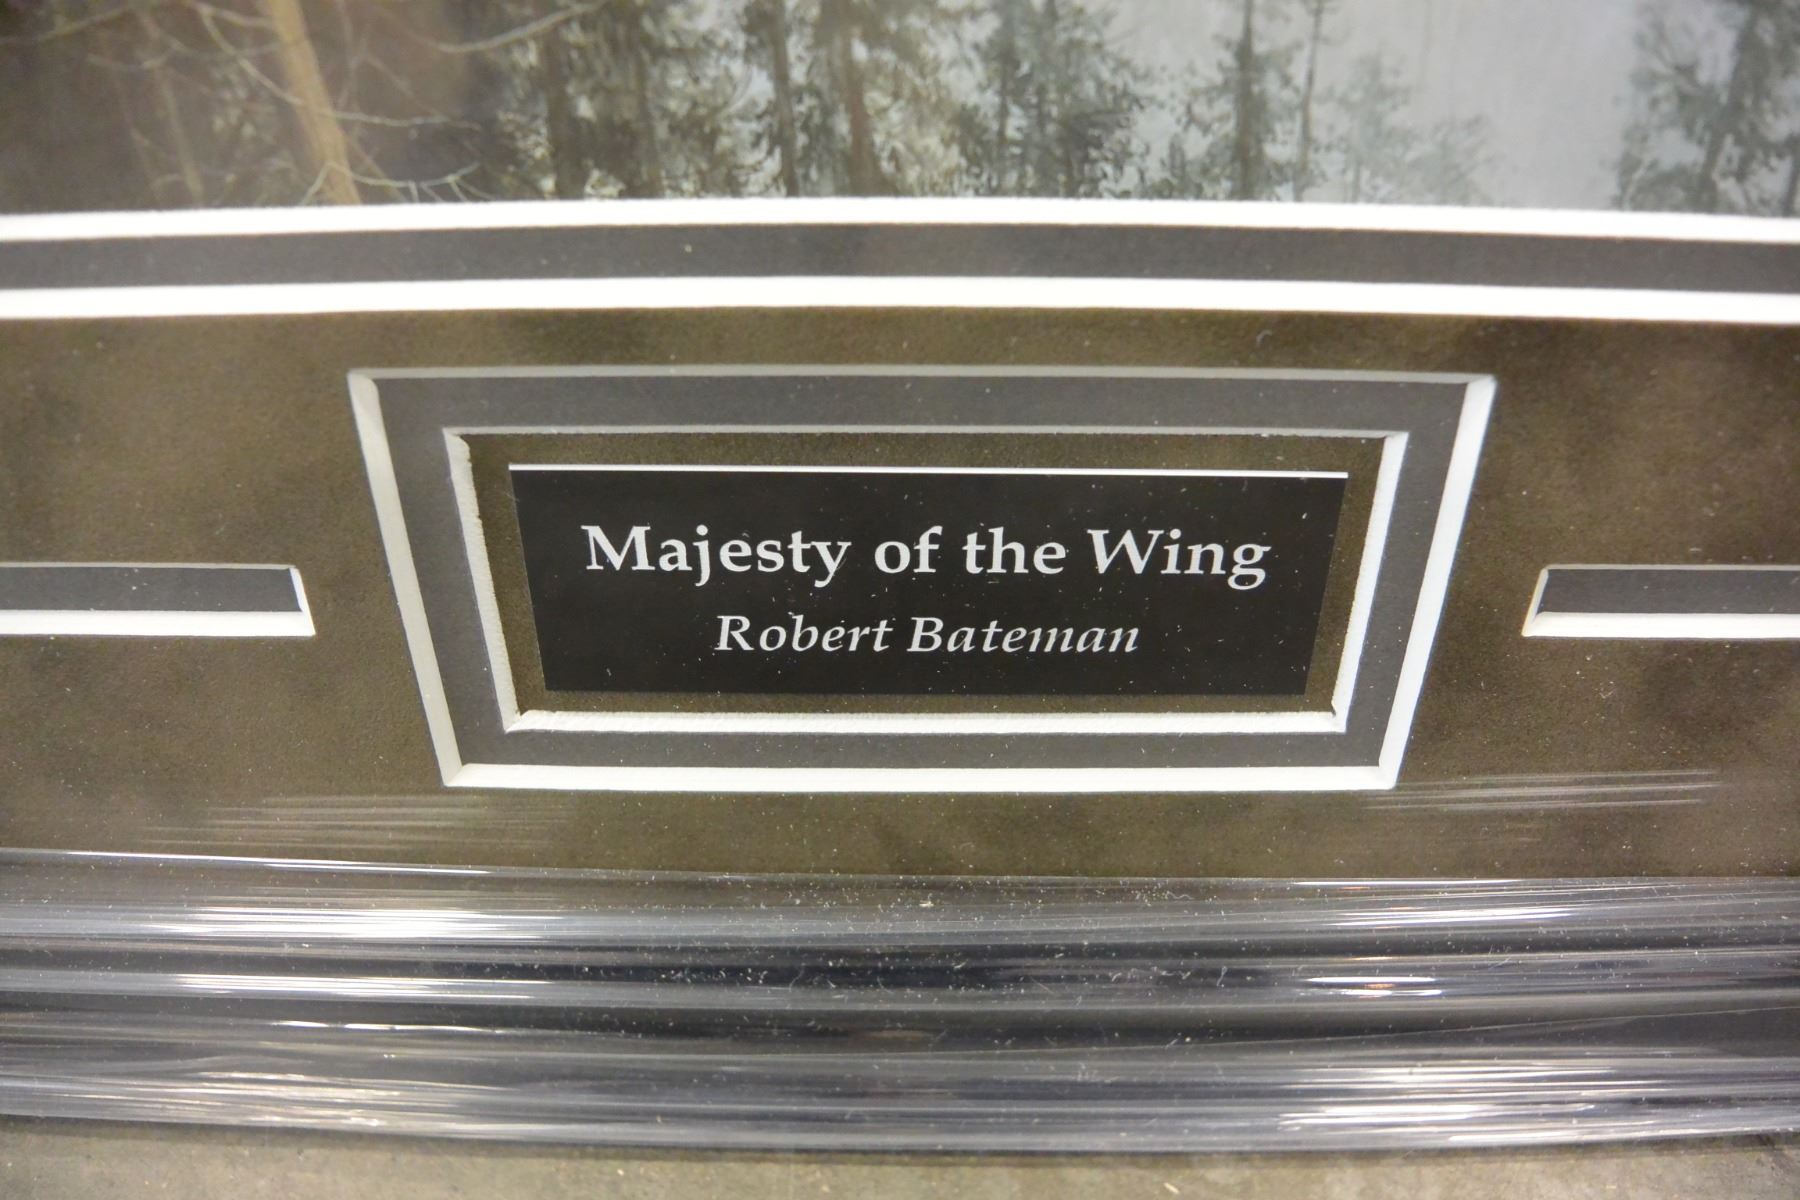 Majesty of the Wing
Robert Bateman